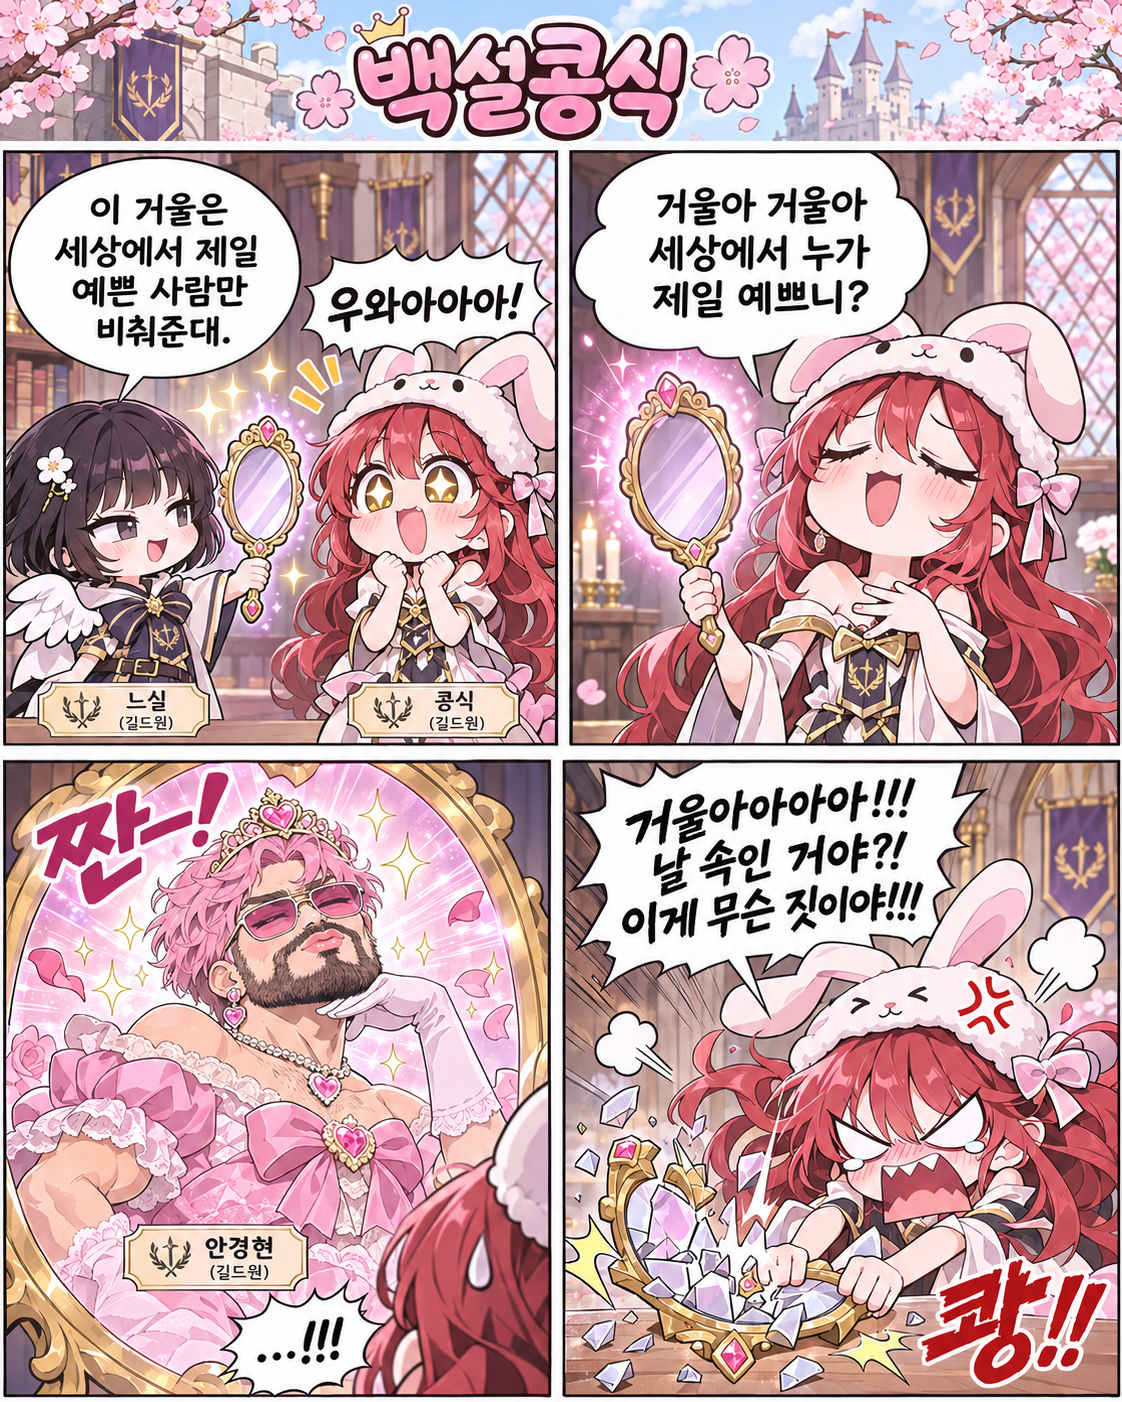 백설콩식
이 거울은
세상에서 제일
예쁜 사람만
비춰준대.
우와아아아!
느실
(길드원)
콩식
(길드원)
거울아 거울아
세상에서 누가
제일 예쁘니?
짠—!
안경현
(길드원)
...!!!
거울아아아아!!!
날 속인 거야?!
이게 무슨 짓이야!!!
쾅!!